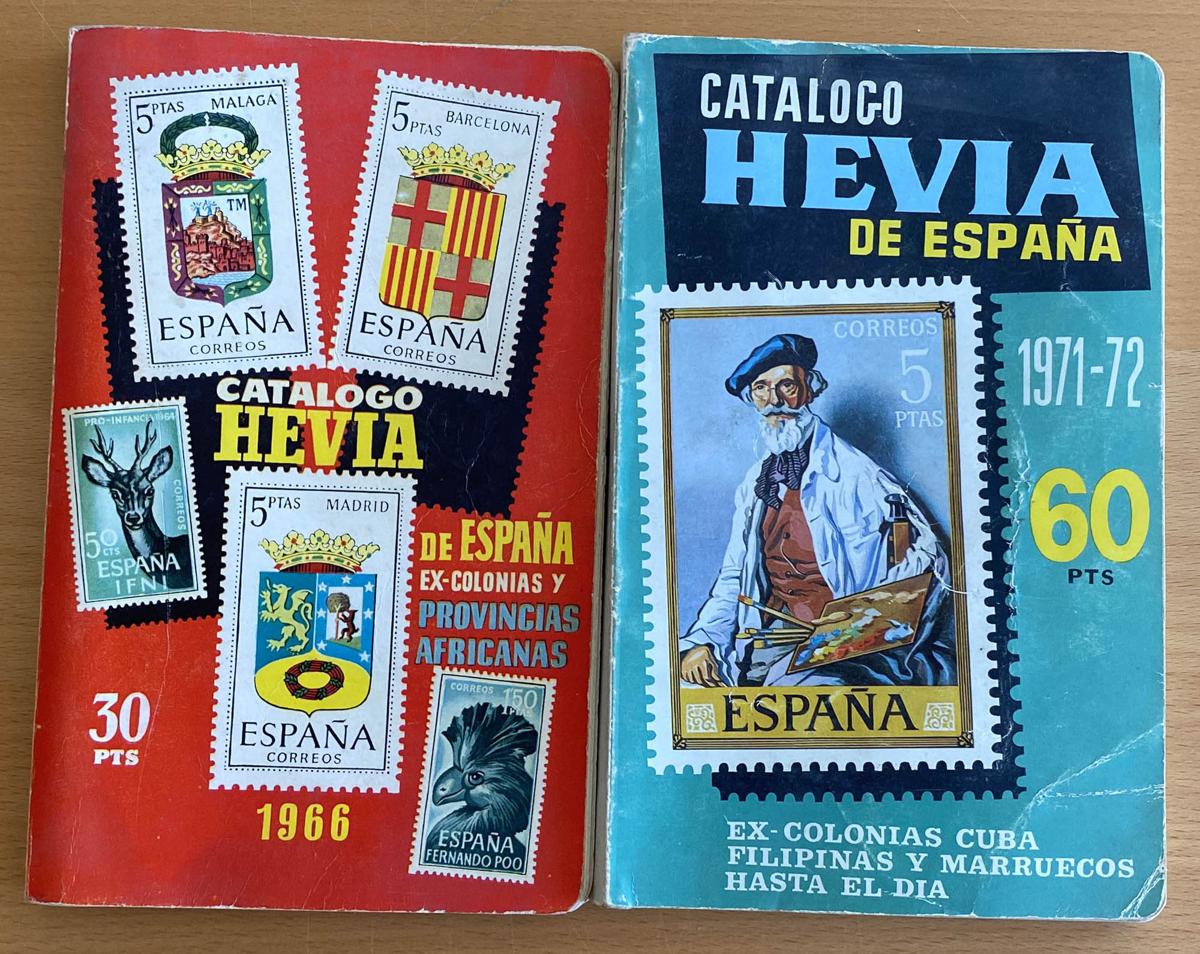 5 PTAS MALAGA
TM
ESPAÑA
CORREOS
5 PTAS BARCELONA
ESPAÑA
CORREOS
CATALOGO
HEVIA
PRO-INFANCIA 1964
CORREOS
50 CTS
ESPAÑA
IFNI
5 PTAS MADRID
ESPAÑA
CORREOS
DE ESPAÑA
EX-COLONIAS Y
PROVINCIAS
AFRICANAS
30
PTS
1966
CORREOS 1'50
ESPAÑA
FERNANDO POO
CATALOGO
HEVIA
DE ESPAÑA
1971-72
60
PTS
CORREOS
5
PTAS
ESPAÑA
EX-COLONIAS CUBA
FILIPINAS Y MARRUECOS
HASTA EL DIA